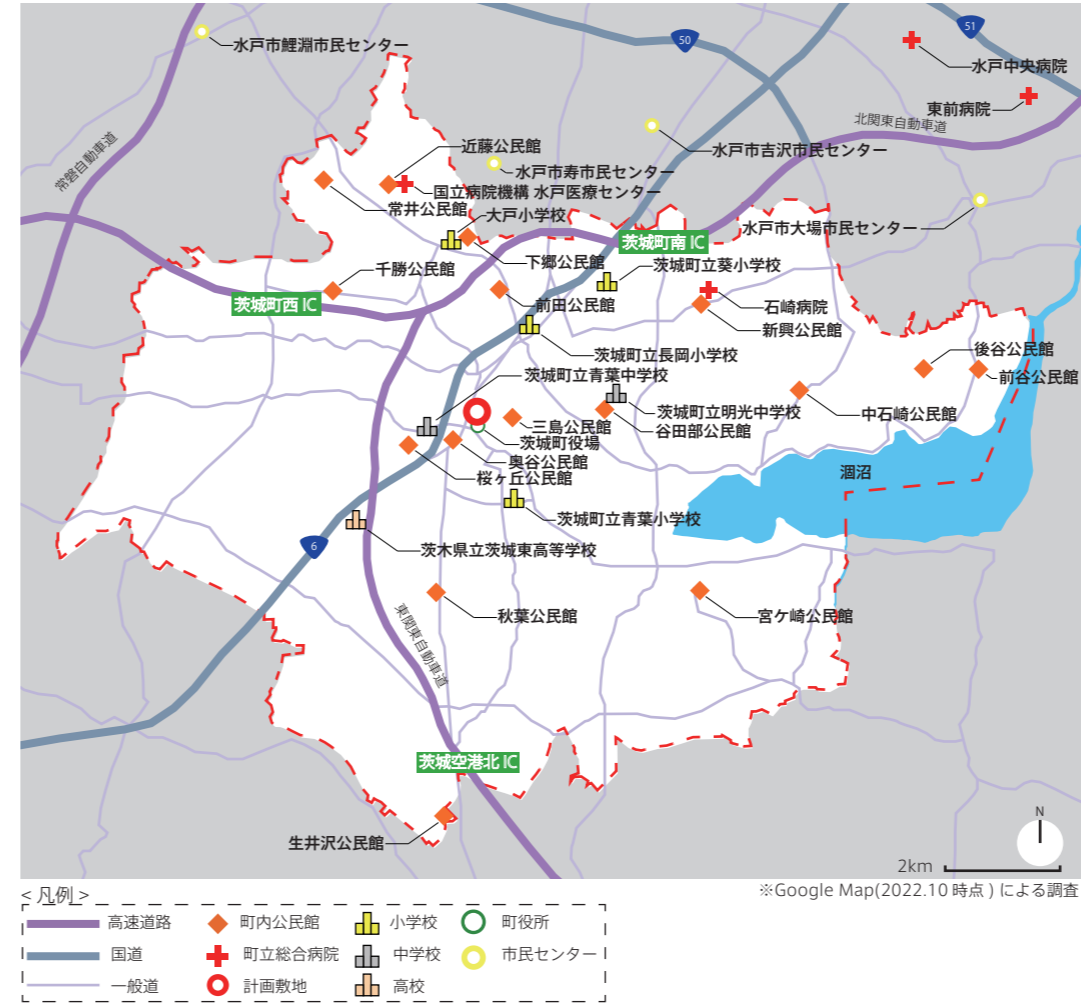 水戸市鯉淵市民センター
50
51
水戸中央病院
東前病院
北関東自動車道
常磐自動車道
水戸市吉沢市民センター
近藤公民館
水戸市寿市民センター
国立病院機構 水戸医療センター
常井公民館
大戸小学校
水戸市大場市民センター
茨城町南 IC
下郷公民館
千勝公民館
茨城町立葵小学校
茨城町西 IC
前田公民館
石崎病院
新興公民館
茨城町立長岡小学校
後谷公民館
茨城町立青葉中学校
前谷公民館
茨城町立明光中学校
中石崎公民館
三島公民館
谷田部公民館
茨城町役場
奥谷公民館
桜ヶ丘公民館
涸沼
茨城町立青葉小学校
6
茨木県立茨城東高等学校
秋葉公民館
宮ケ崎公民館
東関東自動車道
茨城空港北 IC
生井沢公民館
N
2km
※Google Map(2022.10 時点 ) による調査
< 凡例 >
高速道路 町内公民館 小学校 町役所
国道 町立総合病院 中学校 市民センター
一般道 計画敷地 高校